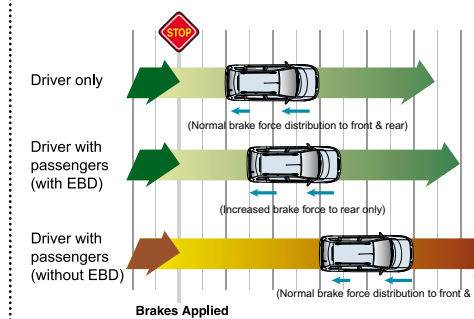 STOP
Driver only
(Normal brake force distribution to front & rear)
Driver with
passengers
(with EBD)
(Increased brake force to rear only)
Driver with
passengers
(without EBD)
(Normal brake force distribution to front &
Brakes Applied